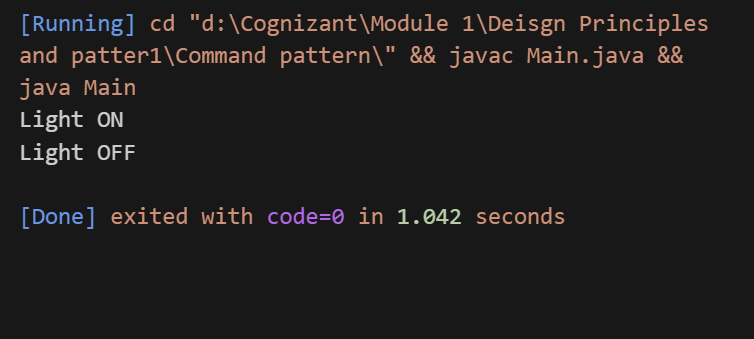 [Running] cd "d:\Cognizant\Module 1\Deisgn Principles
and patter1\Command pattern\" && javac Main.java &&
java Main
Light ON
Light OFF
[Done] exited with code=0 in 1.042 seconds